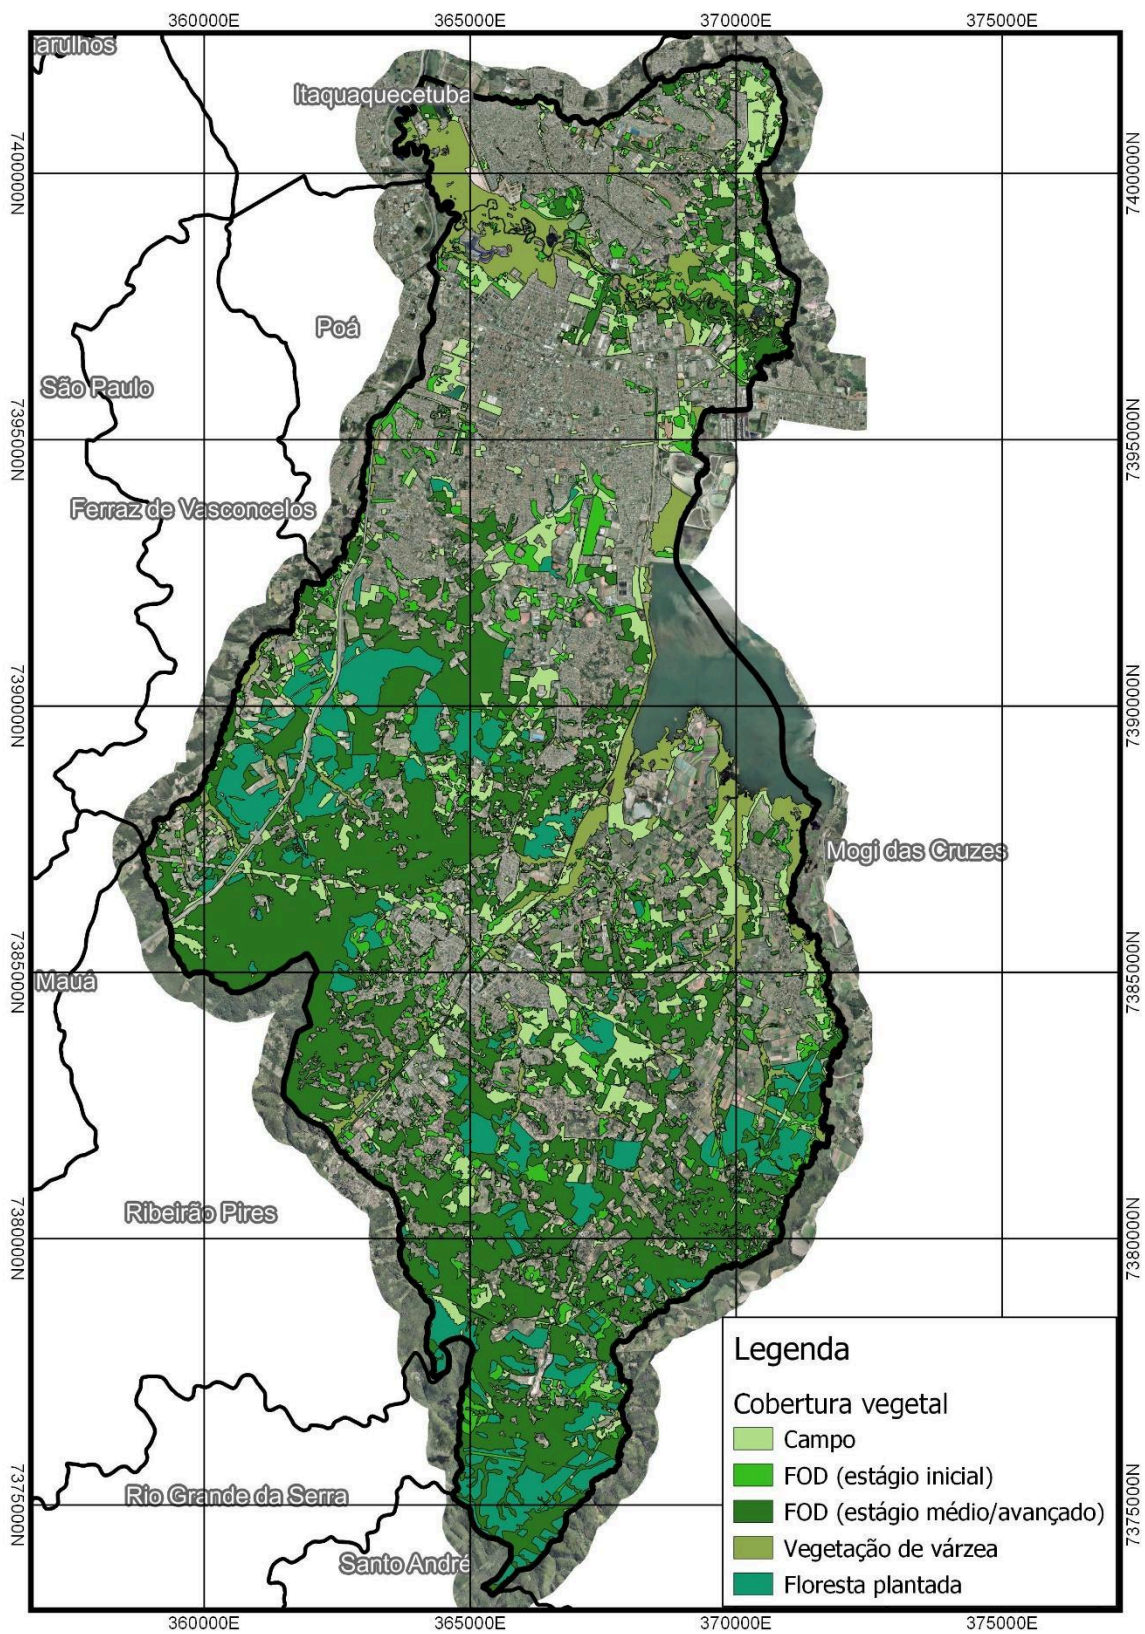 360000E 365000E 370000E 375000E
arulhos
Itaquaquecetuba
7400000N 7400000N
Poá
São Paulo
7395000N 7395000N
Ferraz de Vasconcelos
7390000N 7390000N
Mogi das Cruzes
7385000N 7385000N
Mauá
Ribeirão Pires
7380000N 7380000N
Legenda
Cobertura vegetal
Campo
FOD (estágio inicial)
FOD (estágio médio/avançado)
Vegetação de várzea
Floresta plantada
Rio Grande da Serra
7375000N 7375000N
Santo André
360000E 365000E 370000E 375000E